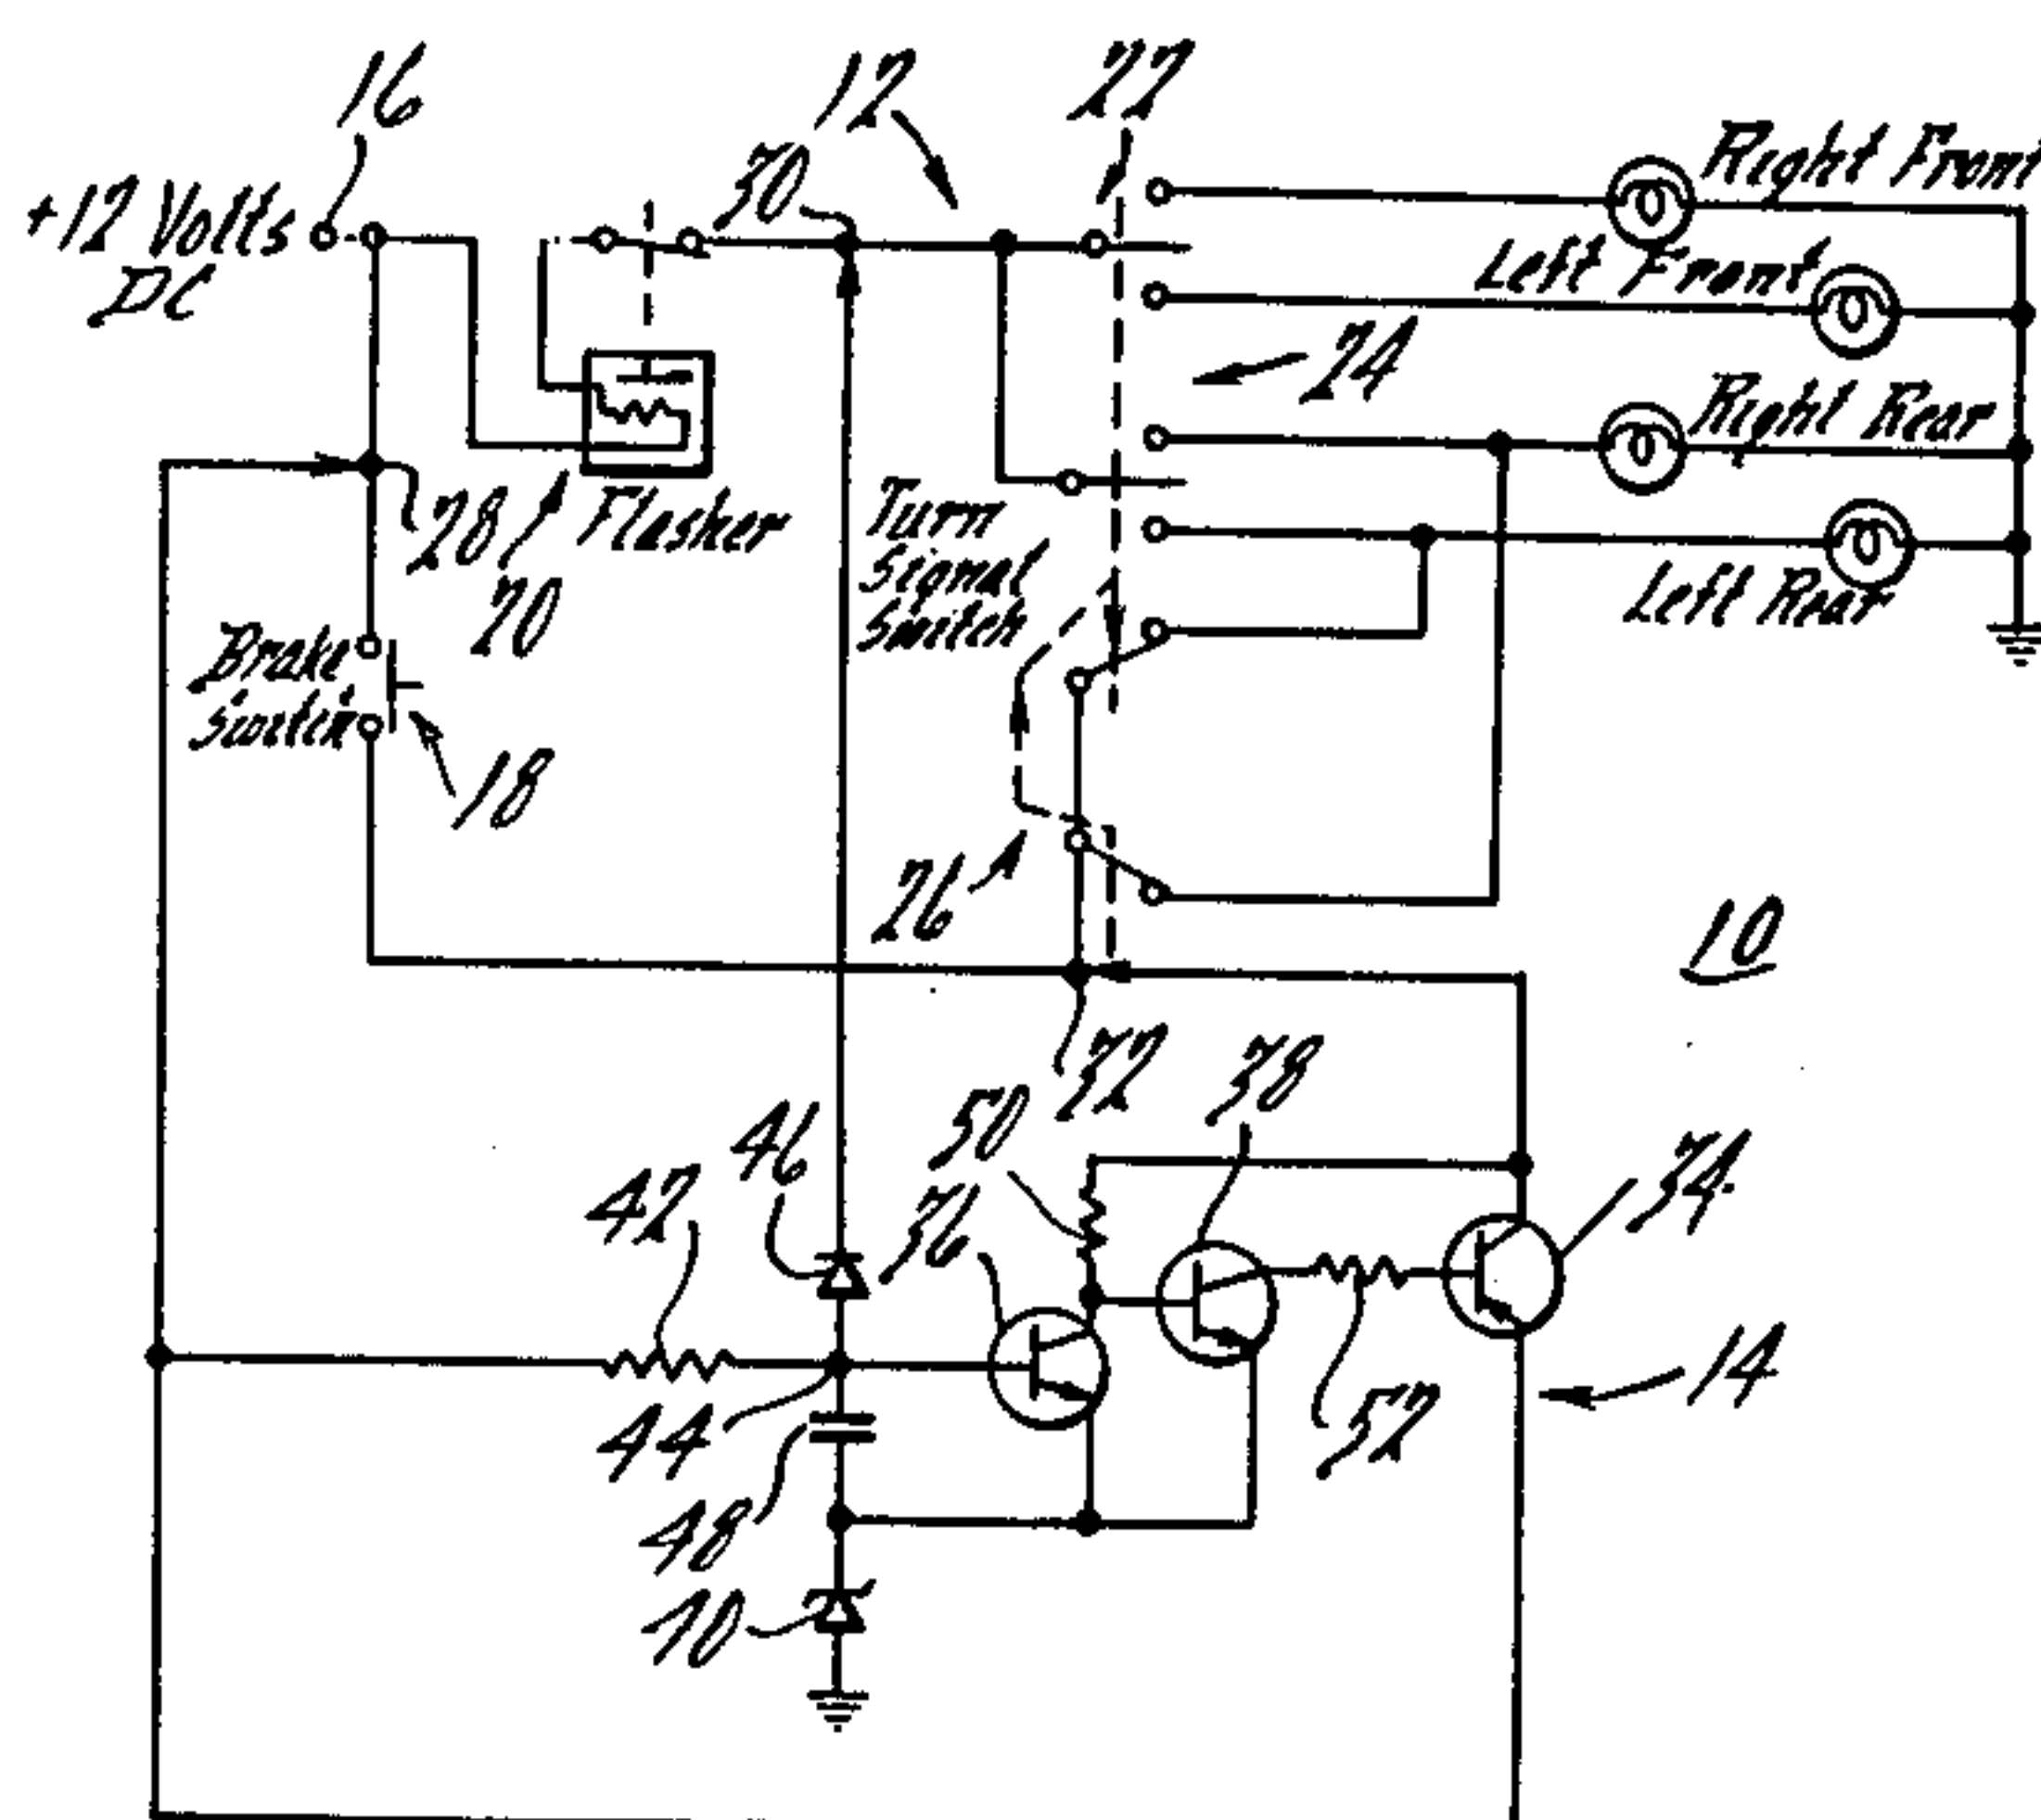 16
12
22
30
+12 Volts
DC
Right Front
Left Front
24
Right Rear
28
Flasher
20
Turn
Signal
Switch
Left Rear
Brake
Switch
18
26
10
32
38
50
46
42
36
34
14
44
52
48
40